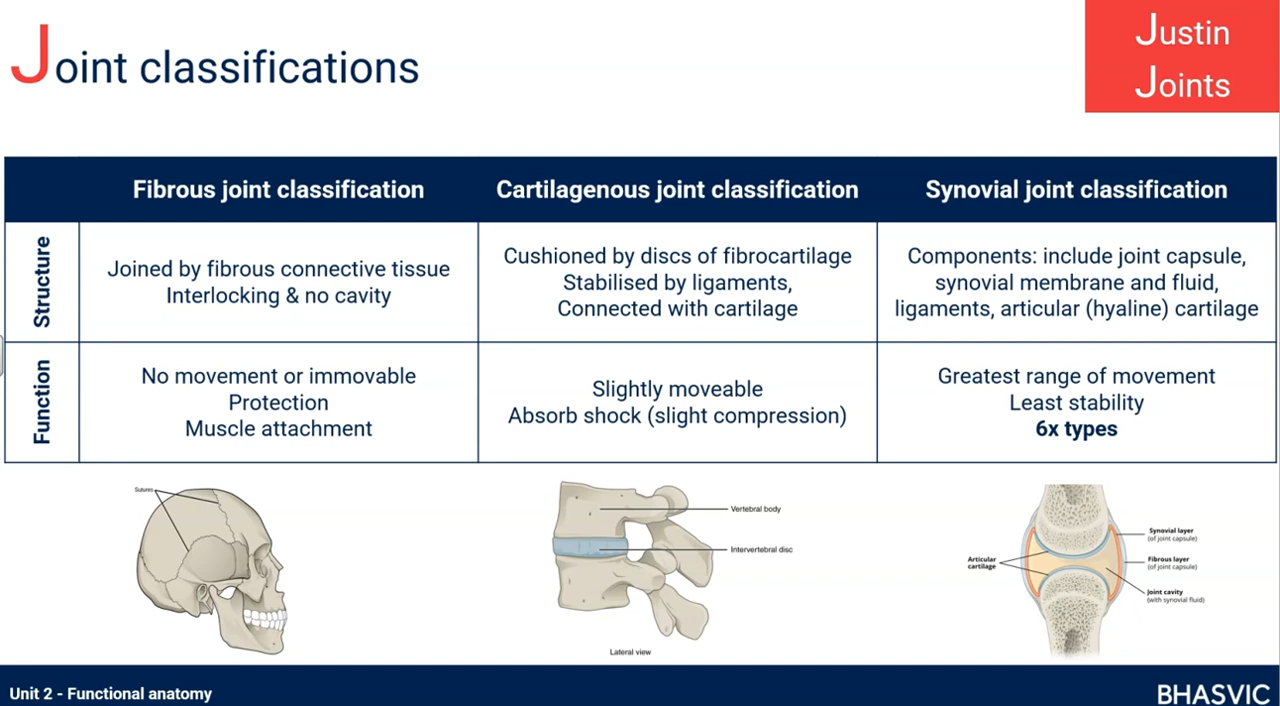 Joint classifications
Justin
Joints
Fibrous joint classification
Cartilagenous joint classification
Synovial joint classification
Structure
Joined by fibrous connective tissue
Interlocking & no cavity
Cushioned by discs of fibrocartilage
Stabilised by ligaments,
Connected with cartilage
Components: include joint capsule,
synovial membrane and fluid,
ligaments, articular (hyaline) cartilage
Function
No movement or immovable
Protection
Muscle attachment
Slightly moveable
Absorb shock (slight compression)
Greatest range of movement
Least stability
6x types
Sutures
Vertebral body
Intervertebral disc
Lateral view
Articular
cartilage
Synovial layer
(of joint capsule)
Fibrous layer
(of joint capsule)
Joint cavity
(with synovial fluid)
Unit 2 - Functional anatomy
BHASVIC